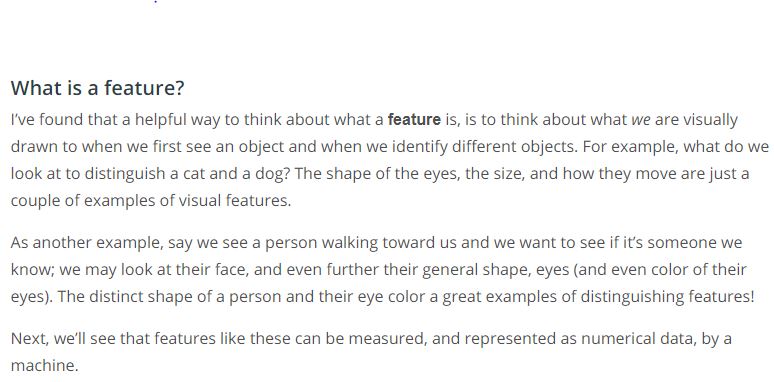 What is a feature?
I've found that a helpful way to think about what a feature is, is to think about what we are visually
drawn to when we first see an object and when we identify different objects. For example, what do we
look at to distinguish a cat and a dog? The shape of the eyes, the size, and how they move are just a
couple of examples of visual features.
As another example, say we see a person walking toward us and we want to see if it's someone we
know; we may look at their face, and even further their general shape, eyes (and even color of their
eyes). The distinct shape of a person and their eye color a great examples of distinguishing features!
Next, we'll see that features like these can be measured, and represented as numerical data, by a
machine.